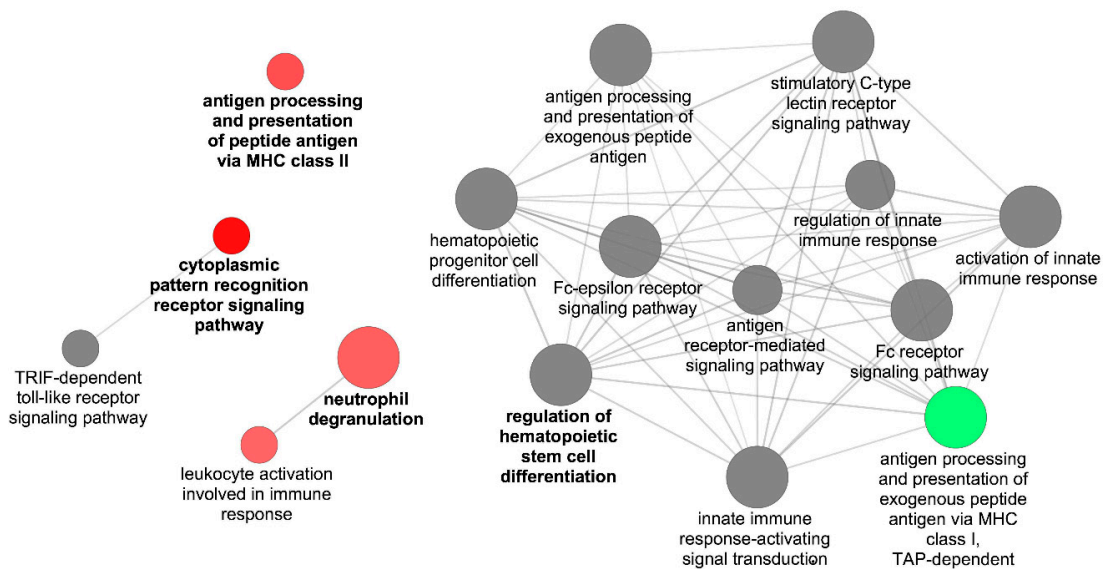 antigen processing
and presentation
of peptide antigen
via MHC class II
cytoplasmic
pattern recognition
receptor signaling
pathway
TRIF-dependent
toll-like receptor
signaling pathway
neutrophil
degranulation
leukocyte activation
involved in immune
response
antigen processing
and presentation of
exogenous peptide
antigen
stimulatory C-type
lectin receptor
signaling pathway
hematopoietic
progenitor cell
differentiation
Fc-epsilon receptor
signaling pathway
regulation of innate
immune response
activation of innate
immune response
antigen
receptor-mediated
signaling pathway
Fc receptor
signaling pathway
regulation of
hematopoietic
stem cell
differentiation
innate immune
response-activating
signal transduction
antigen processing
and presentation of
exogenous peptide
antigen via MHC
class I,
TAP-dependent